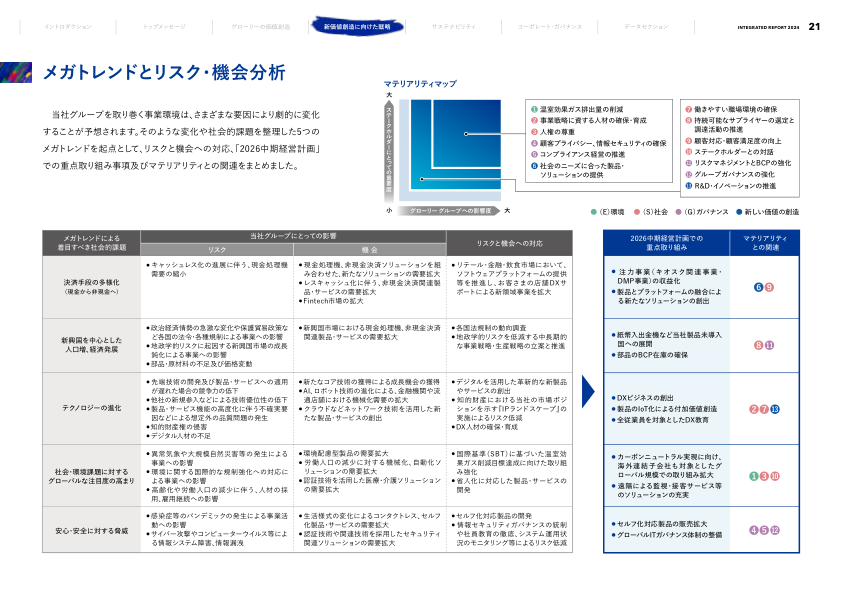 イントロダクション
トップメッセージ
グローリーの価値創造
新価値創造に向けた戦略
サステナビリティ
コーポレート・ガバナンス
データセクション
INTEGRATED REPORT 2024 21
メガトレンドとリスク・機会分析
当社グループを取り巻く事業環境は、さまざまな要因により劇的に変化
することが予想されます。そのような変化や社会的課題を整理した5つの
メガトレンドを起点として、リスクと機会への対応、「2026中期経営計画」
での重点取り組み事項及びマテリアリティとの関連をまとめました。
マテリアリティマップ
大
ステークホルダーにとっての重要度
小
グローリーグループへの影響度
大
1 温室効果ガス排出量の削減
2 事業戦略に資する人材の確保・育成
3 人権の尊重
4 顧客プライバシー、情報セキュリティの確保
5 コンプライアンス経営の推進
6 社会のニーズに合った製品・
ソリューションの提供
7 働きやすい職場環境の確保
8 持続可能なサプライヤーの選定と
調達活動の推進
9 顧客対応・顧客満足度の向上
10 ステークホルダーとの対話
11 リスクマネジメントとBCPの強化
12 グループガバナンスの強化
13 R&D・イノベーションの推進
●（E）環境 ●（S）社会 ●（G）ガバナンス ●新しい価値の創造
メガトレンドによる
着目すべき社会的課題
当社グループにとっての影響
リスク
機会
リスクと機会への対応
2026中期経営計画での
重点取り組み
マテリアリティ
との関連
決済手段の多様化
（現金から非現金へ）
●キャッシュレス化の進展に伴う、現金処理機
需要の縮小
●現金処理機、非現金決済ソリューションを組
み合わせた、新たなソリューションの需要拡大
●レスキャッシュ化に伴う、非現金決済関連製
品・サービスの需要拡大
●Fintech市場の拡大
●リテール・金融・飲食市場において、
ソフトウェアプラットフォームの提供
等を推進し、お客さまの店舗DXサ
ポートによる新領域事業を拡大
●注力事業（キオスク関連事業・
DMP事業）の収益化
●製品とプラットフォームの融合によ
る新たなソリューションの創出
6 9
新興国を中心とした
人口増、経済発展
●政治経済情勢の急激な変化や保護貿易政策な
ど各国の法令・各種規制による事業への影響
●地政学的リスクに起因する新興国市場の成長
鈍化による事業への影響
●部品・原材料の不足及び価格変動
●新興国市場における現金処理機、非現金決済
関連製品・サービスの需要拡大
●各国法規制の動向調査
●地政学的リスクを低減する中長期的
な事業戦略・生産戦略の立案と推進
●紙幣入出金機など当社製品未導入
国への展開
●部品のBCP在庫の確保
8 11
テクノロジーの進化
●先端技術の開発及び製品・サービスへの適用
が遅れた場合の競争力の低下
●他社の新規参入などによる技術優位性の低下
●製品・サービス機能の高度化に伴う不確実要
因などによる想定外の品質問題の発生
●知的財産権の侵害
●デジタル人材の不足
●新たなコア技術の獲得による成長機会の獲得
●AI、ロボット技術の進化による、金融機関や流
通店舗における機械化需要の拡大
●クラウドなどネットワーク技術を活用した新
たな製品・サービスの創出
●デジタルを活用した革新的な新製品
やサービスの創出
●知的財産における当社の市場ポジ
ションを示す「IPランドスケープ」の
実施によるリスク低減
●DX人材の確保・育成
●DXビジネスの創出
●製品のIoT化による付加価値創造
●全従業員を対象としたDX教育
2 7 13
社会・環境課題に対する
グローバルな注目度の高まり
●異常気象や大規模自然災害等の発生による
事業への影響
●環境に関する国際的な規制強化への対応に
よる事業への影響
●高齢化や労働人口の減少に伴う、人材の採
用、雇用継続への影響
●環境配慮型製品の需要拡大
●労働人口の減少に対する機械化、自動化ソ
リューションの需要拡大
●認証技術を活用した医療・介護ソリューション
の需要拡大
●国際基準（SBT）に基づいた温室効
果ガス削減目標達成に向けた取り組
み強化
●省人化に対応した製品・サービスの
開発
●カーボンニュートラル実現に向け、
海外連結子会社も対象としたグ
ローバル規模での取り組み拡大
●遠隔による監視・接客サービス等
のソリューションの充実
1 3 10
安心・安全に対する脅威
●感染症等のパンデミックの発生による事業活
動への影響
●サイバー攻撃やコンピューターウイルス等によ
る情報システム障害、情報漏洩
●生活様式の変化によるコンタクトレス、セルフ
化製品・サービスの需要拡大
●認証技術や関連技術を採用したセキュリティ
関連ソリューションの需要拡大
●セルフ化対応製品の開発
●情報セキュリティガバナンスの統制
や社員教育の徹底、システム運用状
況のモニタリング等によるリスク低減
●セルフ化対応製品の販売拡大
●グローバルITガバナンス体制の整備
4 5 12